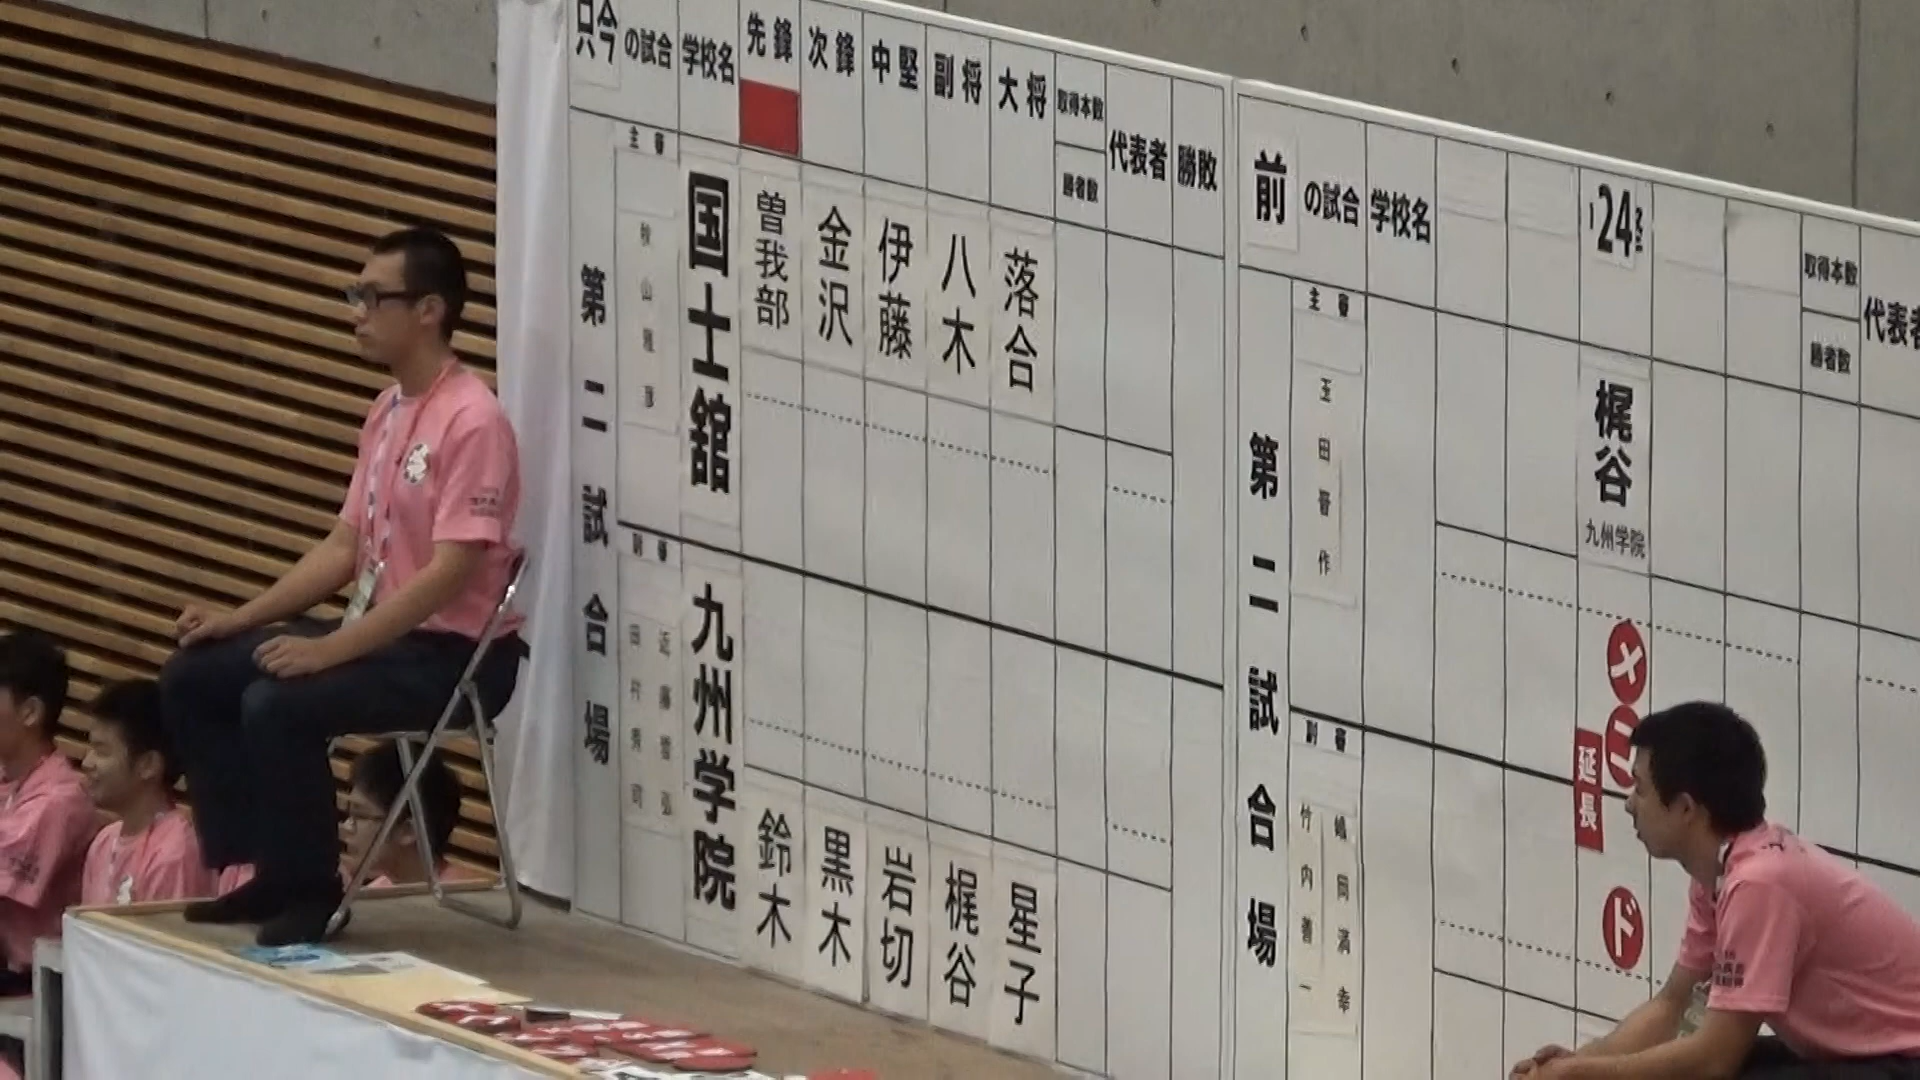 只今の試合
学校名
先鋒
次鋒
中堅
副将
大将
取得本数
勝者数
代表者
勝敗
第二試合場
主審
国士舘
曽我部
金沢
伊藤
八木
落合
副審
九州学院
鈴木
黒木
岩切
梶谷
星子
前の試合
学校名
24
取得本数
勝者数
代表者
第二試合場
主審
玉田晋作
梶谷
九州学院
メ
コ
延長
ド
副審
嶋岡満幸
竹内善一